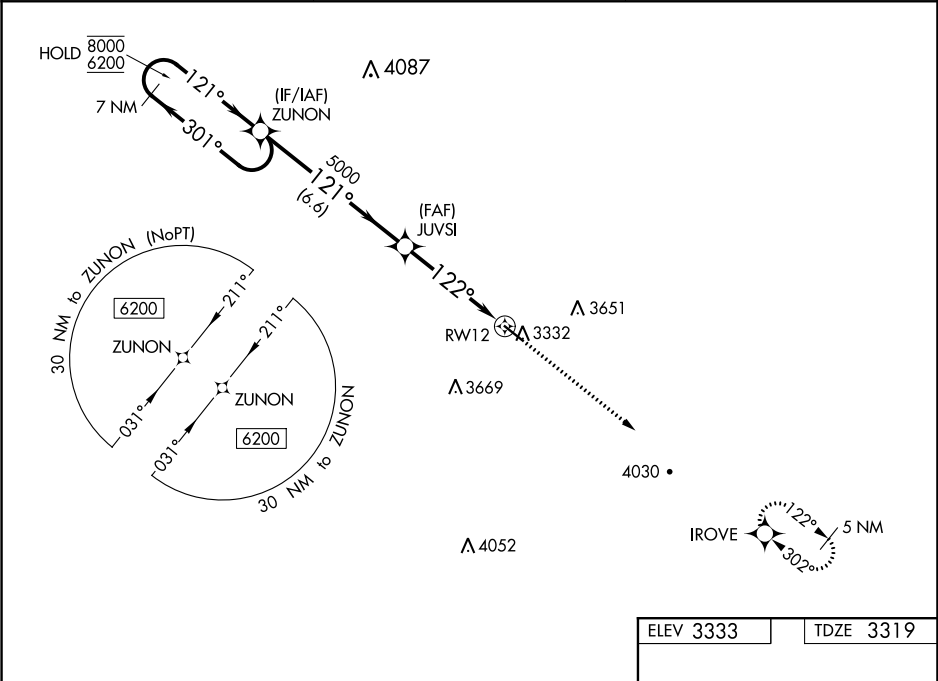 HOLD 8000
6200
7 NM
121°
301°
(IF/IAF)
ZUNON
4087
5000
121°
(6.6)
(FAF)
JUVSI
122°
RW12
3332
3651
3669
4030
4052
30 NM to ZUNON (NoPT)
6200
211°
ZUNON
031°
211°
ZUNON
6200
031°
30 NM to ZUNON
IROVE
122°
302°
5 NM
ELEV 3333
TDZE 3319